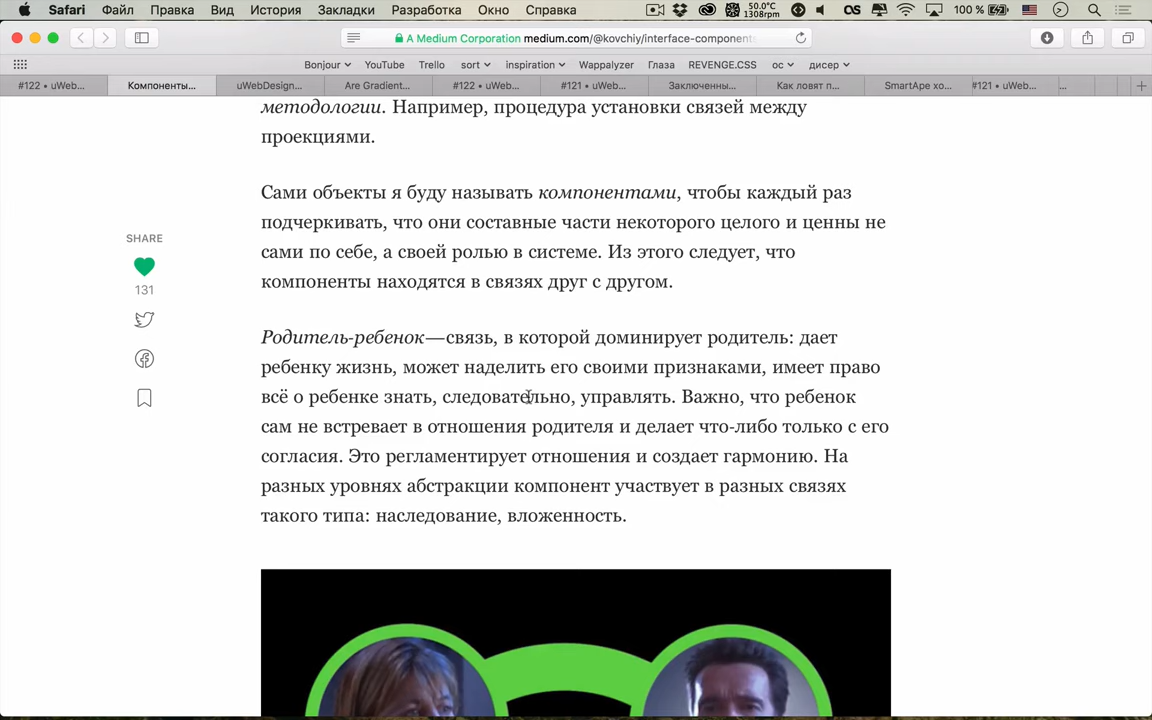 Safari Файл Правка Вид История Закладки Разработка Окно Справка 50.0°C 1308rpm 100 %
A Medium Corporation medium.com/@kovchiy/interface-component
Bonjour YouTube Trello sort inspiration Wappalyzer Глаза REVENGE.CSS ос дисер
#122 • uWeb... Компоненты... uWebDesign... Are Gradient... #122 • uWeb... #121 • uWeb... Заключенны... Как ловят п... SmartApe хо... #121 • uWeb... ...
методологии. Например, процедура установки связей между
проекциями.
Сами объекты я буду называть компонентами, чтобы каждый раз
подчеркивать, что они составные части некоторого целого и ценны не
сами по себе, а своей ролью в системе. Из этого следует, что
компоненты находятся в связях друг с другом.
SHARE
131
Родитель-ребенок—связь, в которой доминирует родитель: дает
ребенку жизнь, может наделить его своими признаками, имеет право
всё о ребенке знать, следовательно, управлять. Важно, что ребенок
сам не встревает в отношения родителя и делает что-либо только с его
согласия. Это регламентирует отношения и создает гармонию. На
разных уровнях абстракции компонент участвует в разных связях
такого типа: наследование, вложенность.